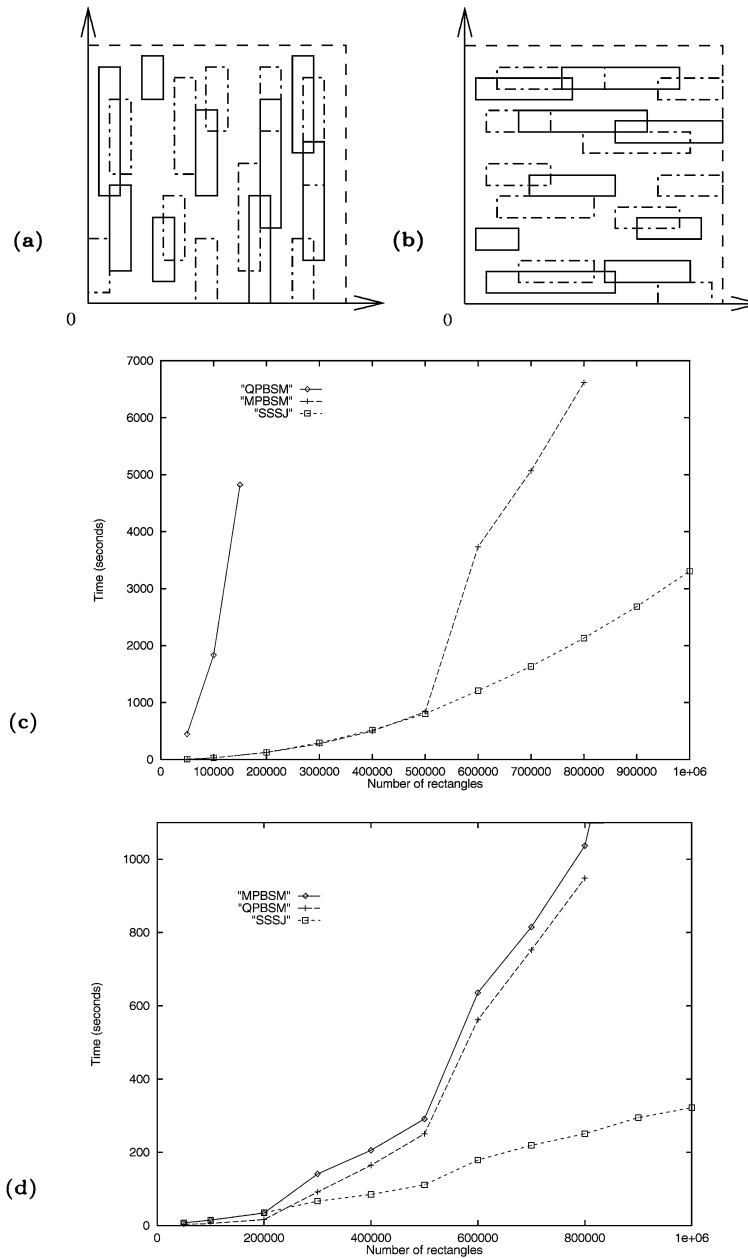 (a)
0
(b)
0
7000
6000
5000
4000
3000
2000
1000
0
"QPBSM"
"MPBSM"
"SSSJ"
Time (seconds)
0 100000 200000 300000 400000 500000 600000 700000 800000 900000 1e+06
Number of rectangles
(c)
1000
800
600
400
200
0
"MPBSM"
"QPBSM"
"SSSJ"
Time (seconds)
0 200000 400000 600000 800000 1e+06
Number of rectangles
(d)